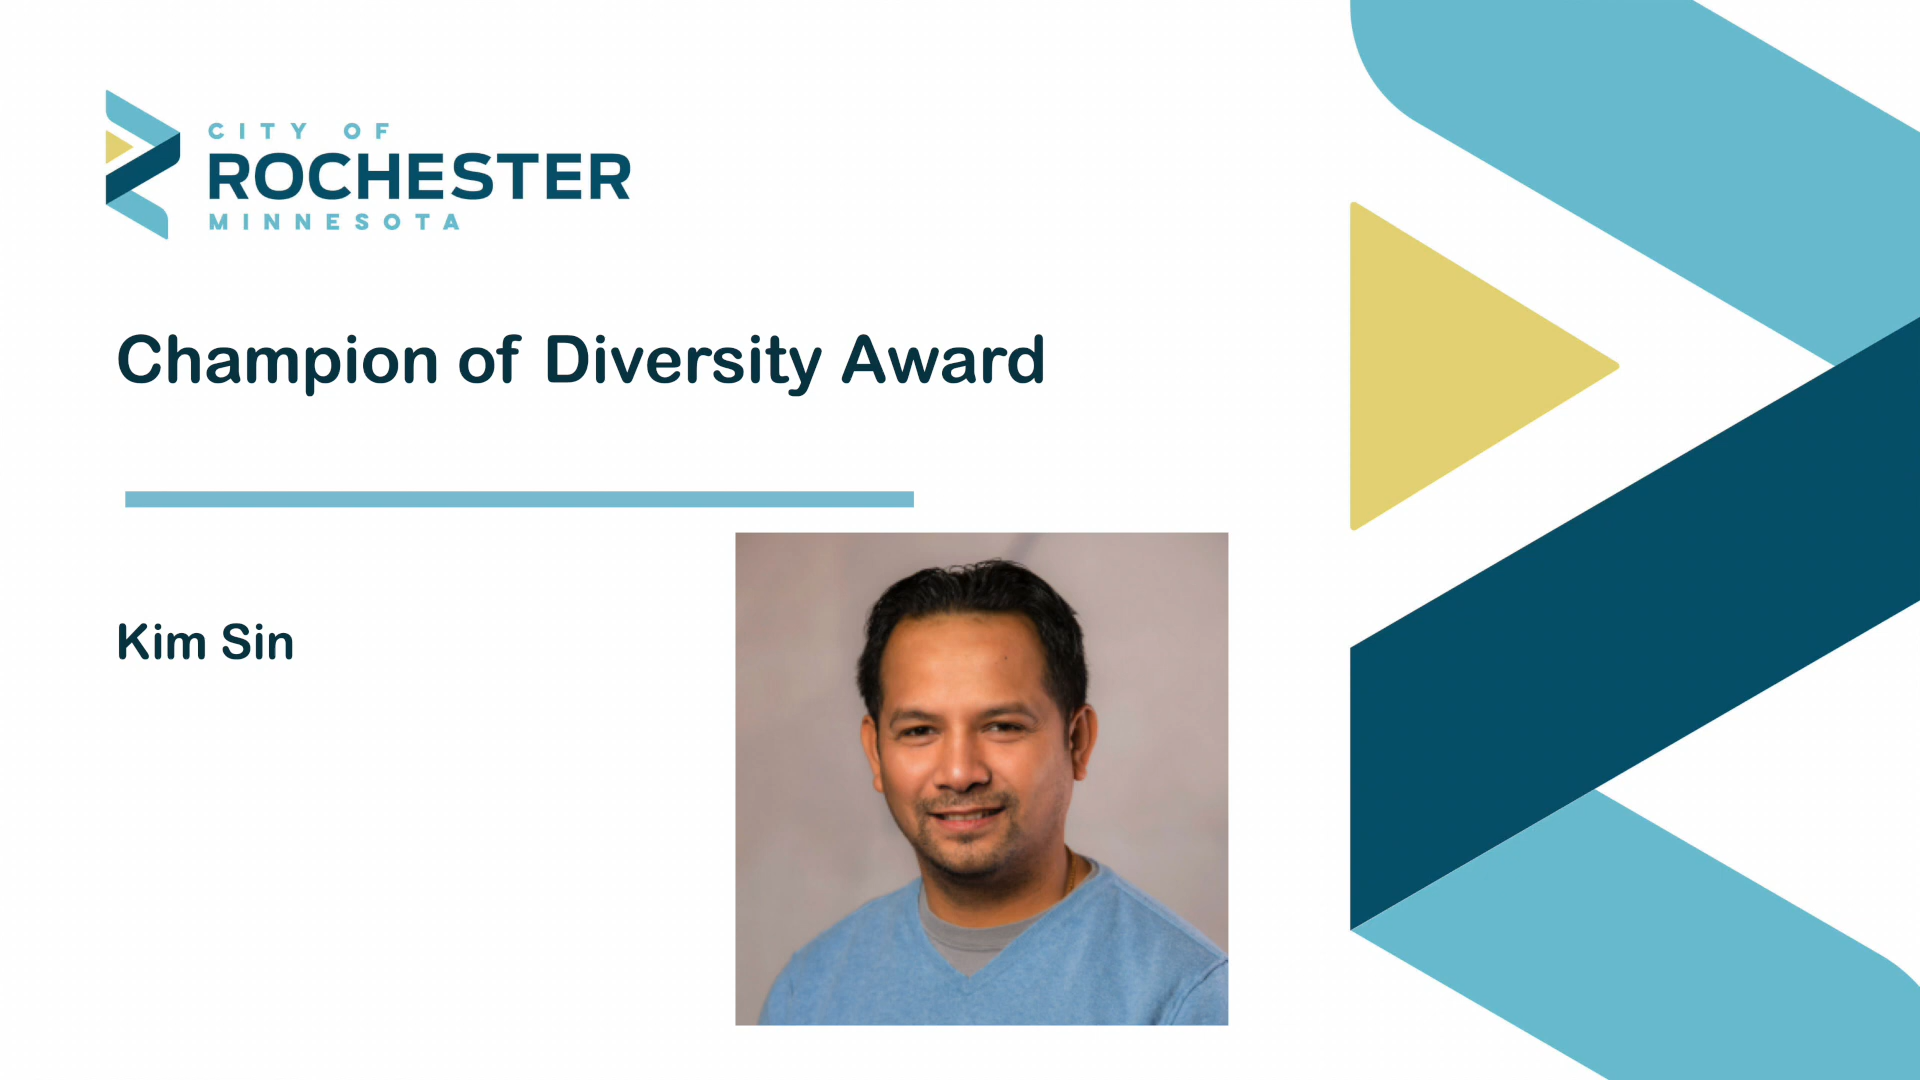 CITY OF
ROCHESTER
MINNESOTA
Champion of Diversity Award
Kim Sin